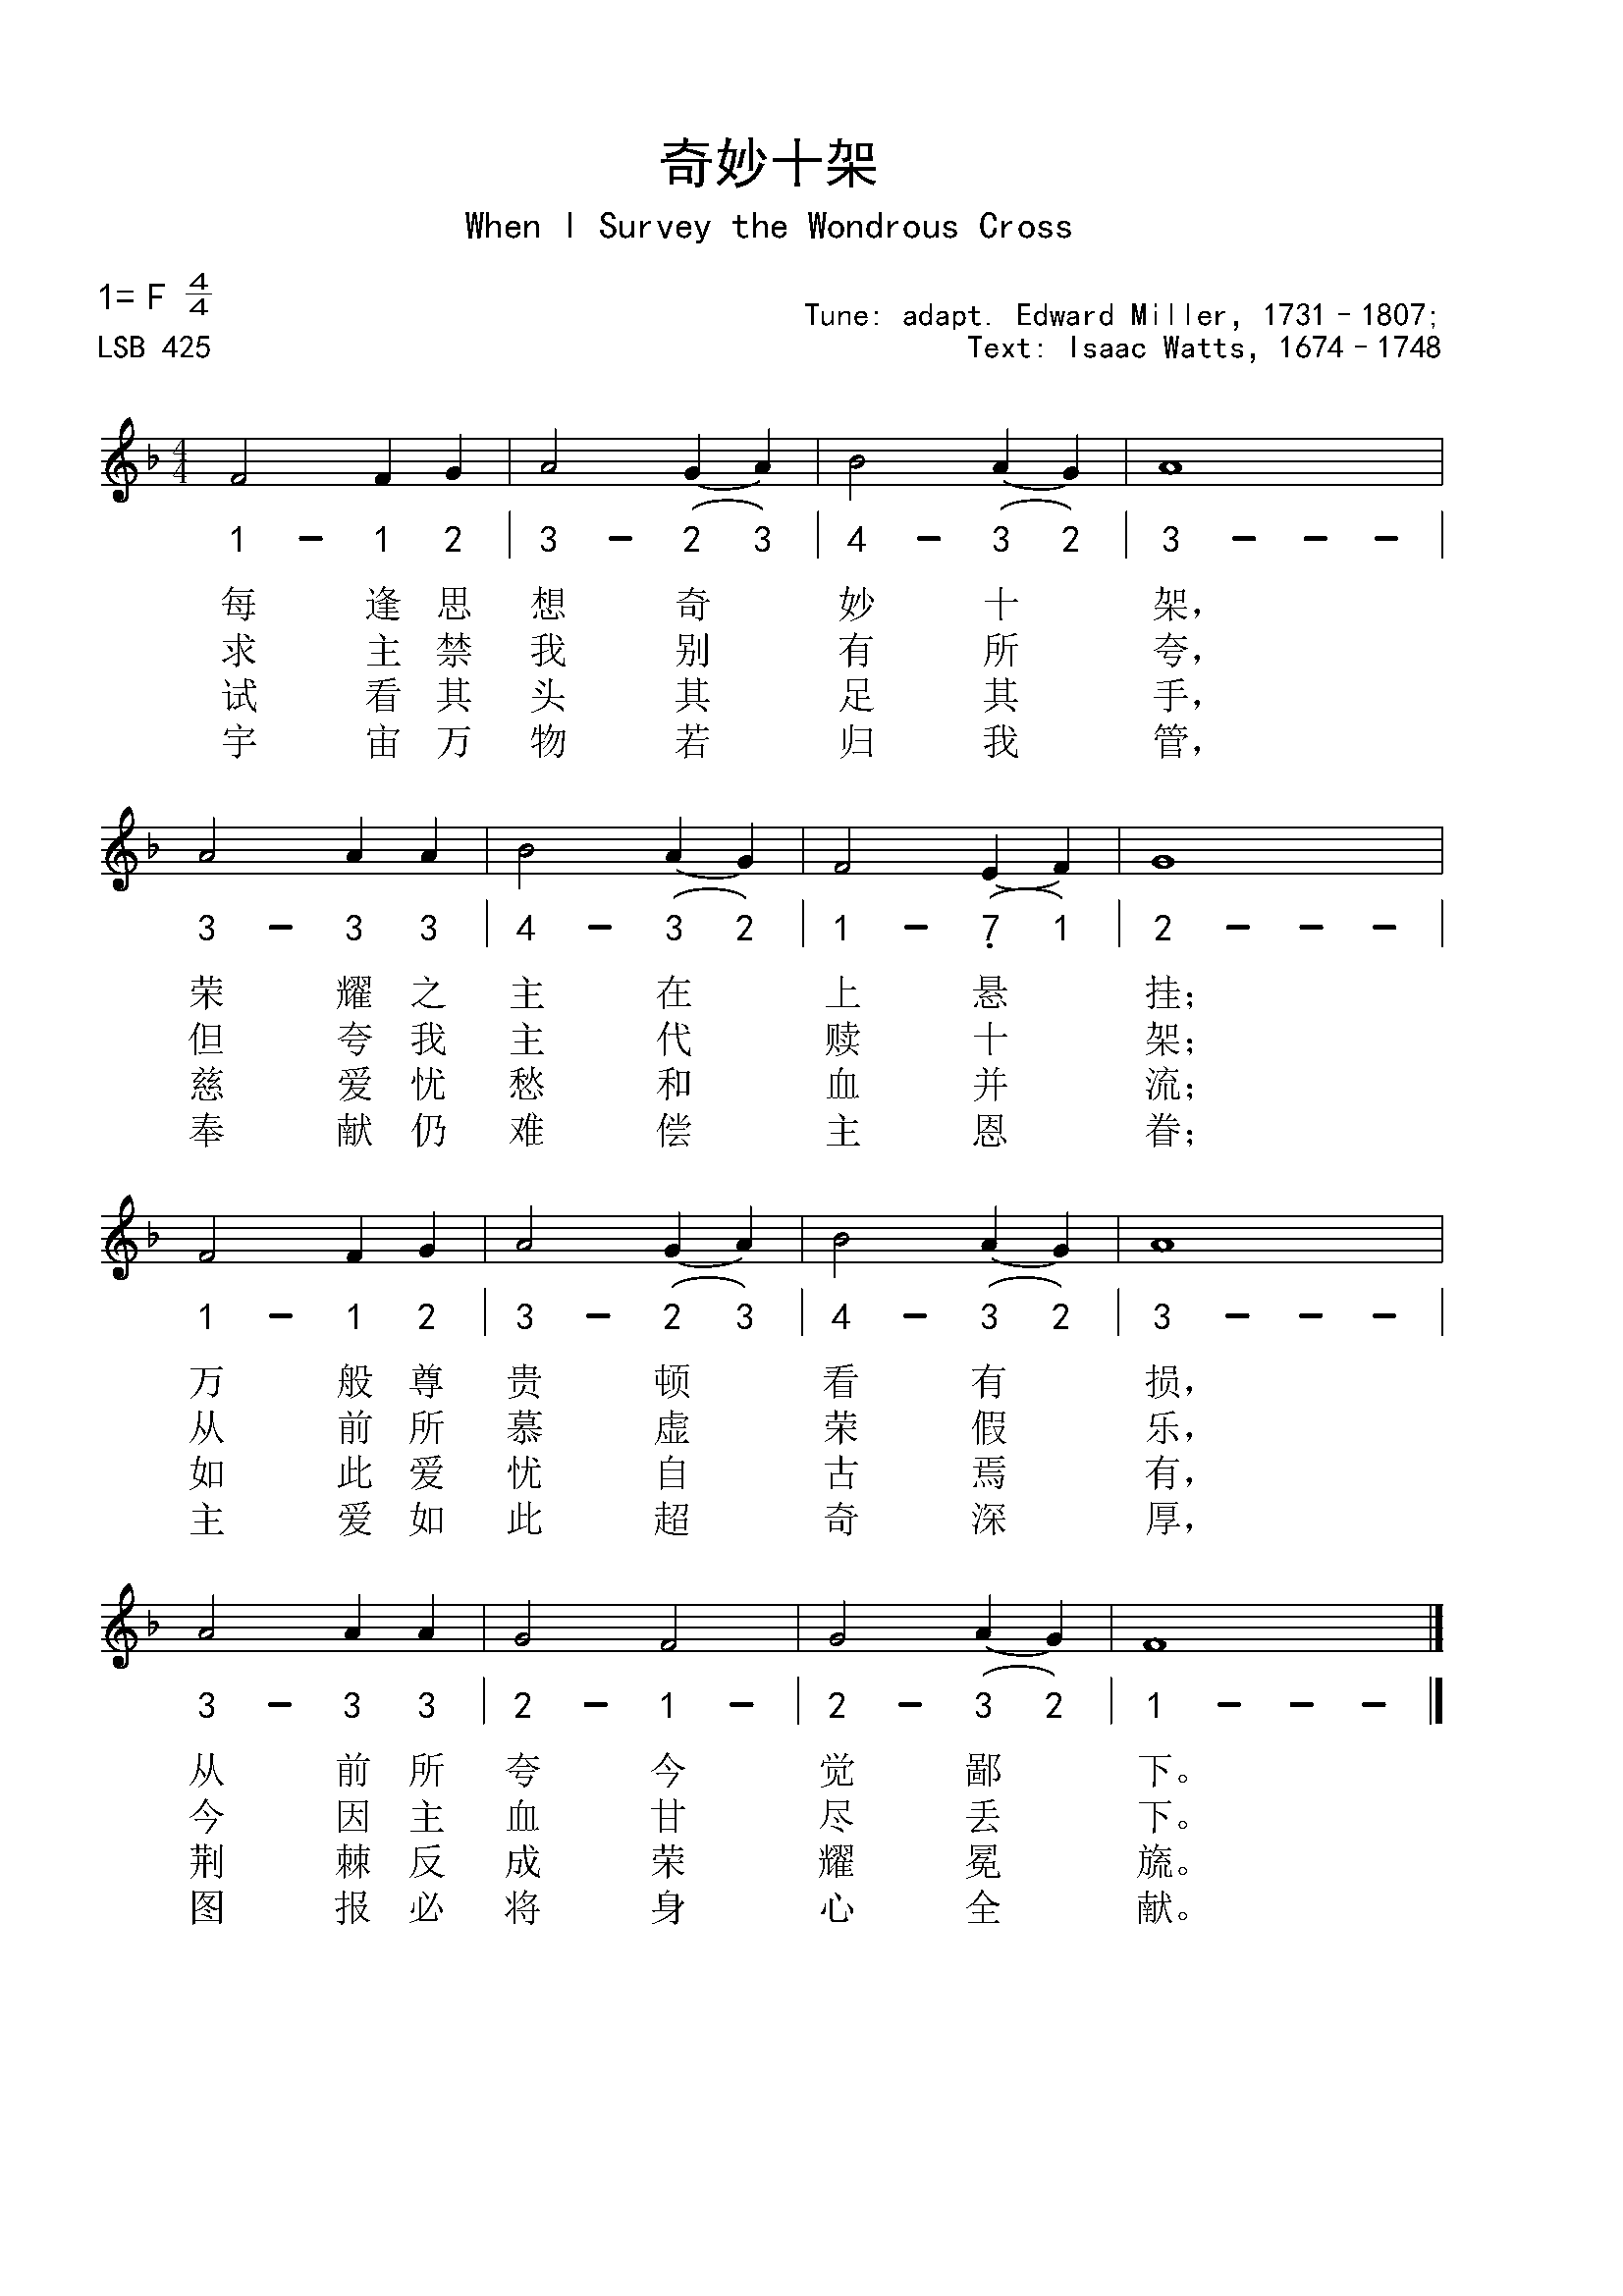 奇妙十架
When I Survey the Wondrous Cross
1= F 4/4
Tune: adapt. Edward Miller, 1731–1807;
LSB 425
Text: Isaac Watts, 1674–1748
4/4
1 - 1 2 | 3 - (2 3) | 4 - (3 2) | 3 - - - |
每 逢 思 想 奇 妙 十 架，
求 主 禁 我 别 有 所 夸，
试 看 其 头 其 足 其 手，
宇 宙 万 物 若 归 我 管，
3 - 3 3 | 4 - (3 2) | 1 - (7̣ 1) | 2 - - - |
荣 耀 之 主 在 上 悬 挂；
但 夸 我 主 代 赎 十 架；
慈 爱 忧 愁 和 血 并 流；
奉 献 仍 难 偿 主 恩 眷；
1 - 1 2 | 3 - (2 3) | 4 - (3 2) | 3 - - - |
万 般 尊 贵 顿 看 有 损，
从 前 所 慕 虚 荣 假 乐，
如 此 爱 忧 自 古 焉 有，
主 爱 如 此 超 奇 深 厚，
3 - 3 3 | 2 - 1 - | 2 - (3 2) | 1 - - - |
从 前 所 夸 今 觉 鄙 下。
今 因 主 血 甘 尽 丢 下。
荆 棘 反 成 荣 耀 冕 旒。
图 报 必 将 身 心 全 献。